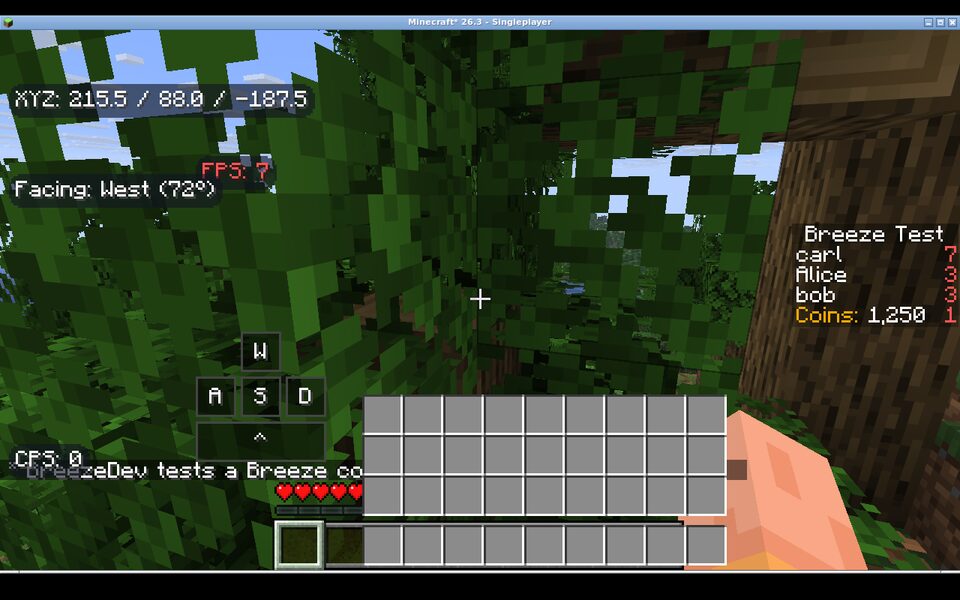 Minecraft* 26.3 - Singleplayer
XYZ: 215.5 / 88.0 / -187.5
FPS: 7
Facing: West (72°)
Breeze Test
carl 7
Alice 3
bob 3
Coins: 1,250 1
W
A S D
^
CPS: 0
BreezeDev tests a Breeze co